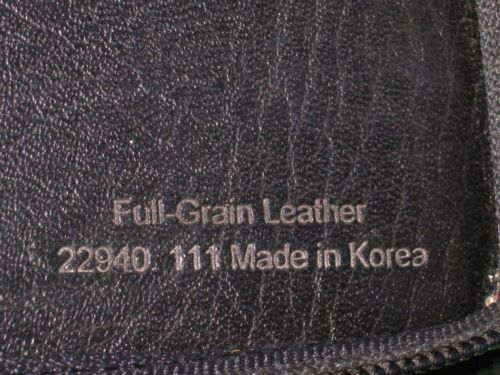 Full-Grain Leather
22940. 111 Made in Korea